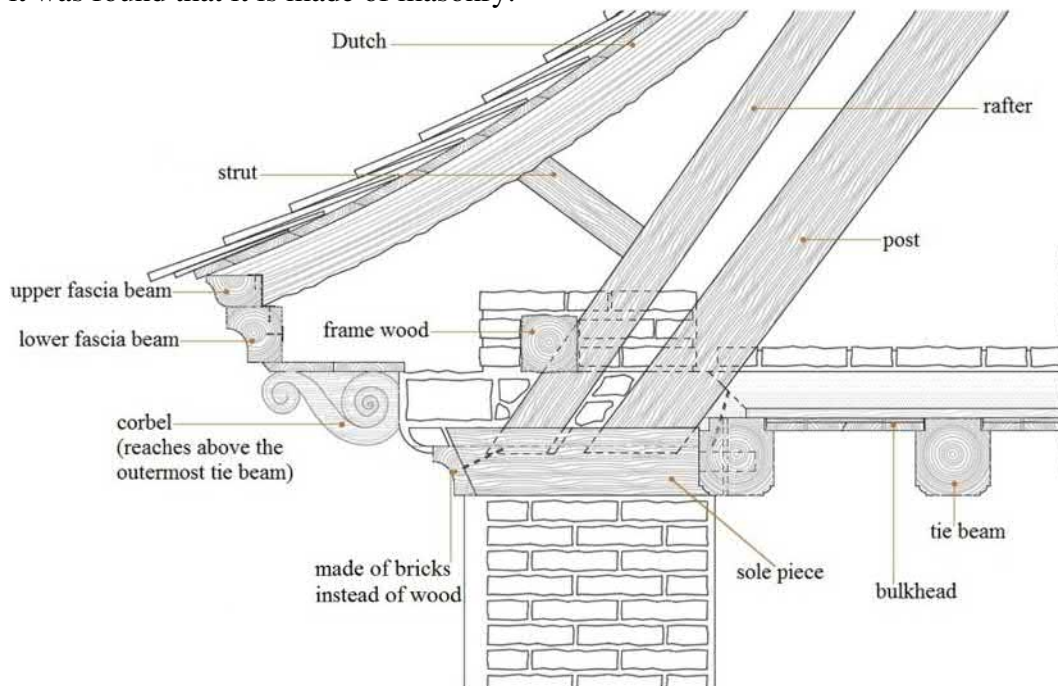 it was found that it is made of masonry.
Dutch
rafter
strut
post
upper fascia beam
frame wood
lower fascia beam
corbel
(reaches above the
outermost tie beam)
tie beam
made of bricks
instead of wood
sole piece
bulkhead